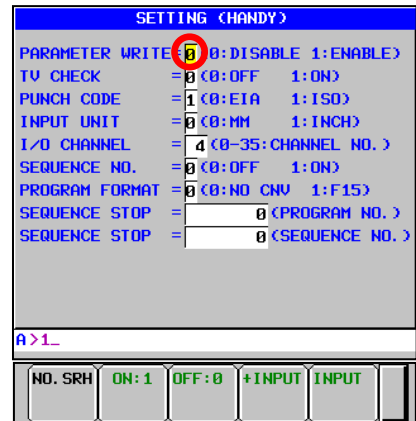 SETTING (HANDY)
PARAMETER WRITE=0(0:DISABLE 1:ENABLE)
TV CHECK =0(0:OFF 1:ON)
PUNCH CODE =1(0:EIA 1:ISO)
INPUT UNIT =0(0:MM 1:INCH)
I/O CHANNEL = 4(0-35:CHANNEL NO.)
SEQUENCE NO. =0(0:OFF 1:ON)
PROGRAM FORMAT =0(0:NO CNV 1:F15)
SEQUENCE STOP = 0(PROGRAM NO.)
SEQUENCE STOP = 0(SEQUENCE NO.)
A>1_
NO.SRH ON:1 OFF:0 +INPUT INPUT